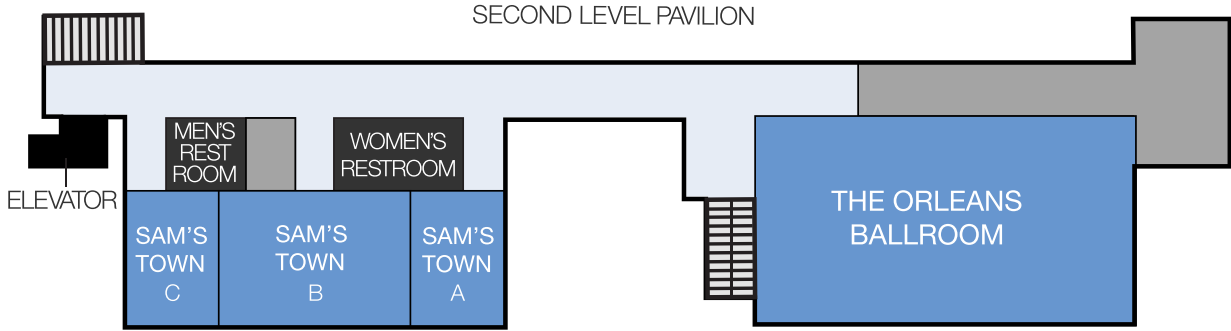 SECOND LEVEL PAVILION
MEN'S
REST
ROOM
WOMEN'S
RESTROOM
ELEVATOR
SAM'S
TOWN
C
SAM'S
TOWN
B
SAM'S
TOWN
A
THE ORLEANS
BALLROOM